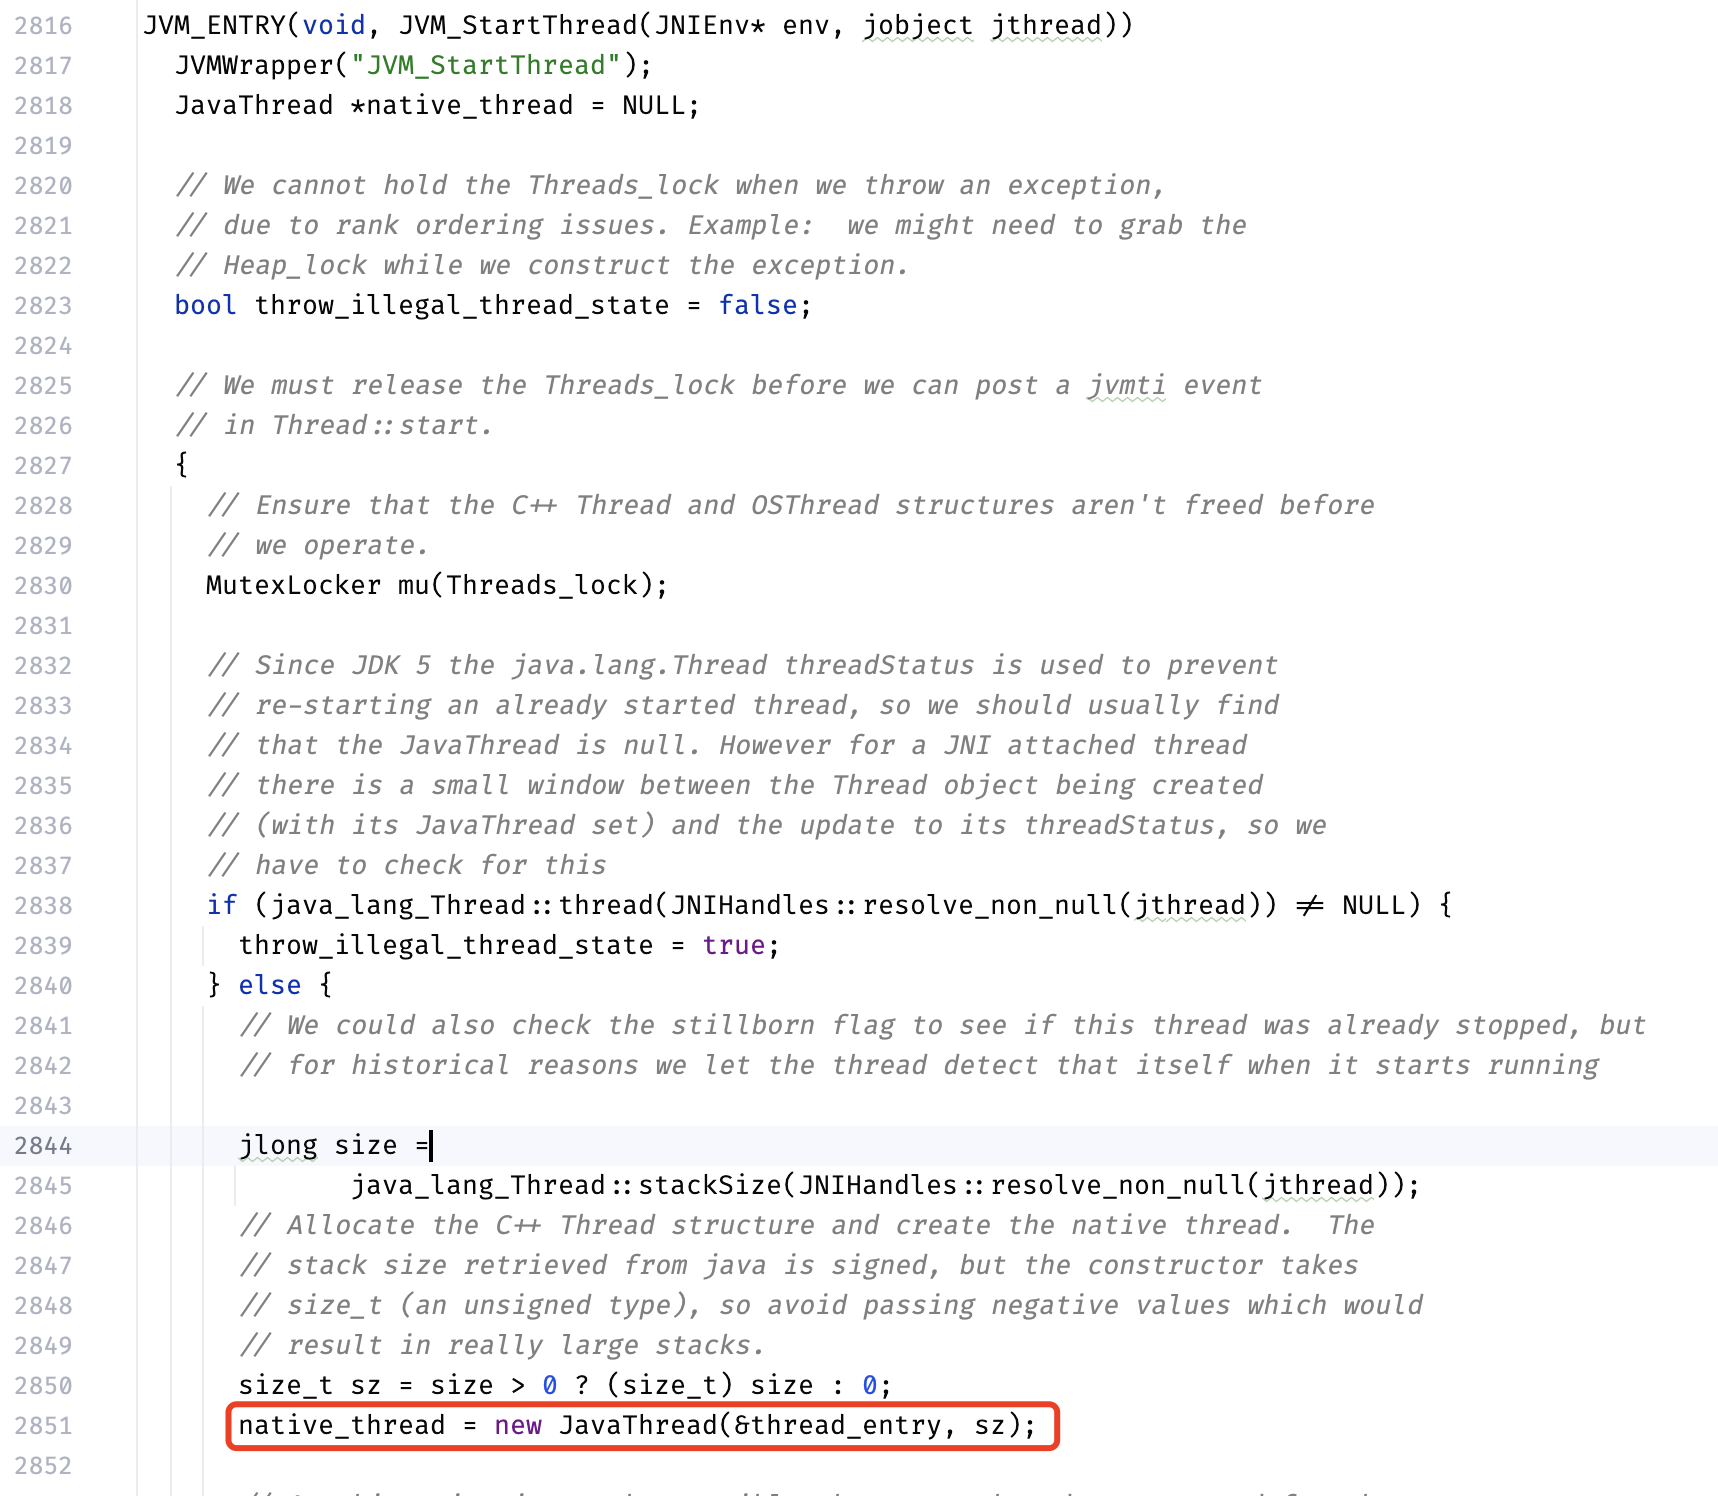 2816 JVM_ENTRY(void, JVM_StartThread(JNIEnv* env, jobject jthread))
2817 JVMWrapper("JVM_StartThread");
2818 JavaThread *native_thread = NULL;
2819
2820 // We cannot hold the Threads_lock when we throw an exception,
2821 // due to rank ordering issues. Example:  we might need to grab the
2822 // Heap_lock while we construct the exception.
2823 bool throw_illegal_thread_state = false;
2824
2825 // We must release the Threads_lock before we can post a jvmti event
2826 // in Thread::start.
2827 {
2828 // Ensure that the C++ Thread and OSThread structures aren't freed before
2829 // we operate.
2830 MutexLocker mu(Threads_lock);
2831
2832 // Since JDK 5 the java.lang.Thread threadStatus is used to prevent
2833 // re-starting an already started thread, so we should usually find
2834 // that the JavaThread is null. However for a JNI attached thread
2835 // there is a small window between the Thread object being created
2836 // (with its JavaThread set) and the update to its threadStatus, so we
2837 // have to check for this
2838 if (java_lang_Thread::thread(JNIHandles::resolve_non_null(jthread)) != NULL) {
2839 throw_illegal_thread_state = true;
2840 } else {
2841 // We could also check the stillborn flag to see if this thread was already stopped, but
2842 // for historical reasons we let the thread detect that itself when it starts running
2843
2844 jlong size =
2845 java_lang_Thread::stackSize(JNIHandles::resolve_non_null(jthread));
2846 // Allocate the C++ Thread structure and create the native thread.  The
2847 // stack size retrieved from java is signed, but the constructor takes
2848 // size_t (an unsigned type), so avoid passing negative values which would
2849 // result in really large stacks.
2850 size_t sz = size > 0 ? (size_t) size : 0;
2851 native_thread = new JavaThread(&thread_entry, sz);
2852